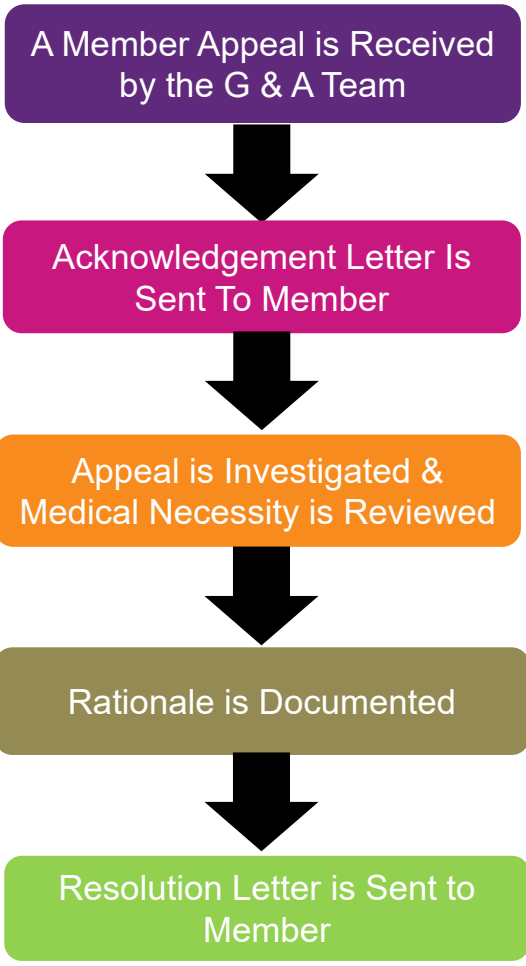 A Member Appeal is Received
by the G & A Team
Acknowledgement Letter Is
Sent To Member
Appeal is Investigated &
Medical Necessity is Reviewed
Rationale is Documented
Resolution Letter is Sent to
Member